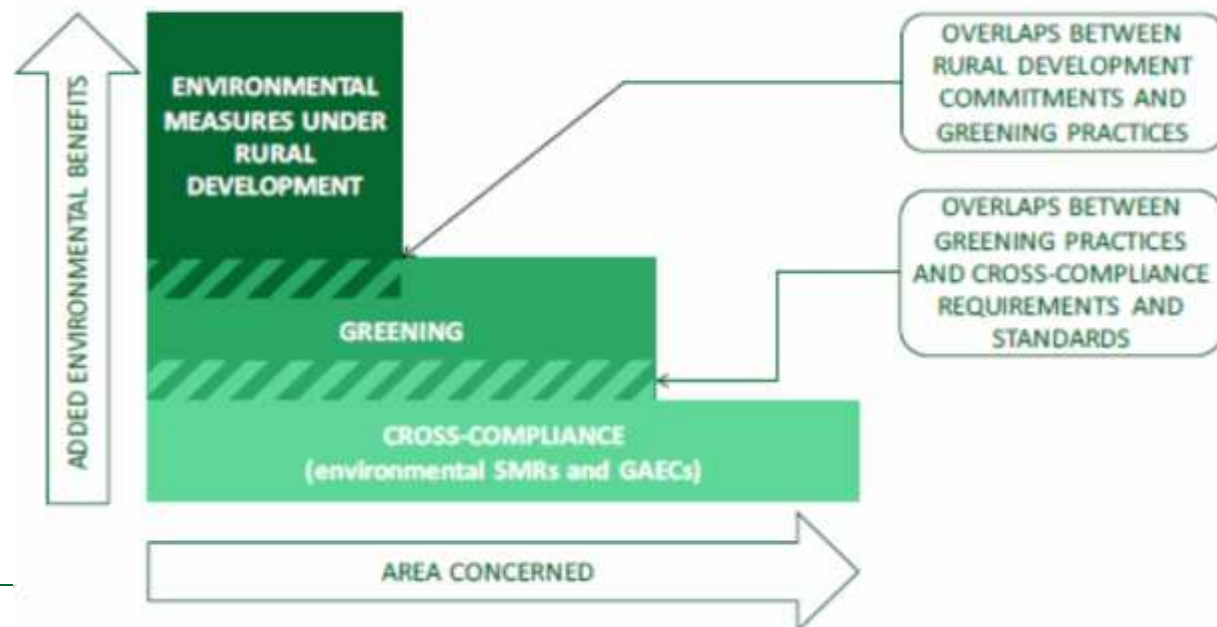 ADDED ENVIRONMENTAL BENEFITS
ENVIRONMENTAL
MEASURES UNDER
RURAL
DEVELOPMENT
GREENING
CROSS-COMPLIANCE
(environmental SMRs and GAECs)
AREA CONCERNED
OVERLAPS BETWEEN
RURAL DEVELOPMENT
COMMITMENTS AND
GREENING PRACTICES
OVERLAPS BETWEEN
GREENING PRACTICES
AND CROSS-COMPLIANCE
REQUIREMENTS AND
STANDARDS